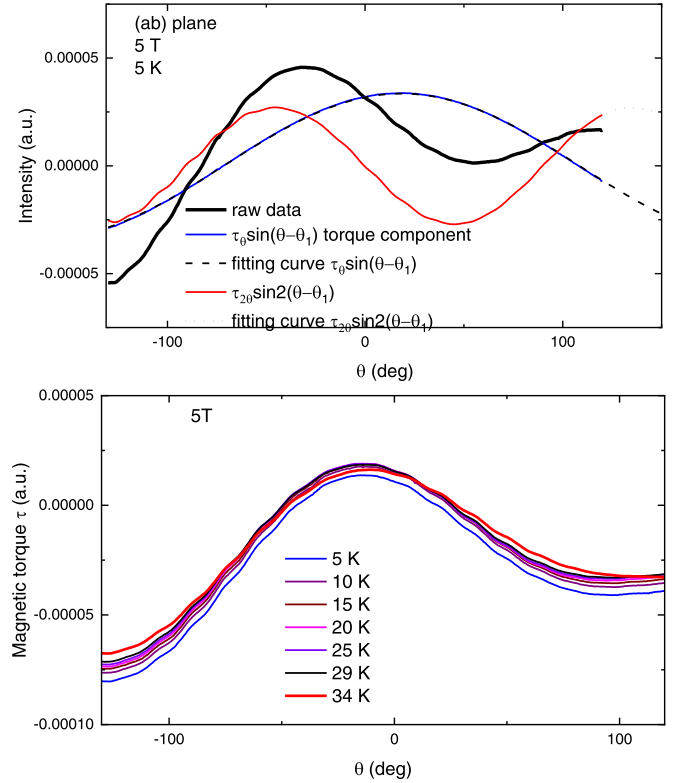 (ab) plane
5 T
5 K
0.00005
0.00000
-0.00005
Intensity (a.u.)
raw data
τθsin(θ−θ1) torque component
fitting curve τθsin(θ−θ1)
τ2θsin2(θ−θ1)
fitting curve τ2θsin2(θ−θ1)
-100 0 100
θ (deg)
0.00005
5T
0.00000
-0.00005
-0.00010
Magnetic torque τ (a.u.)
5 K
10 K
15 K
20 K
25 K
29 K
34 K
-100 0 100
θ (deg)